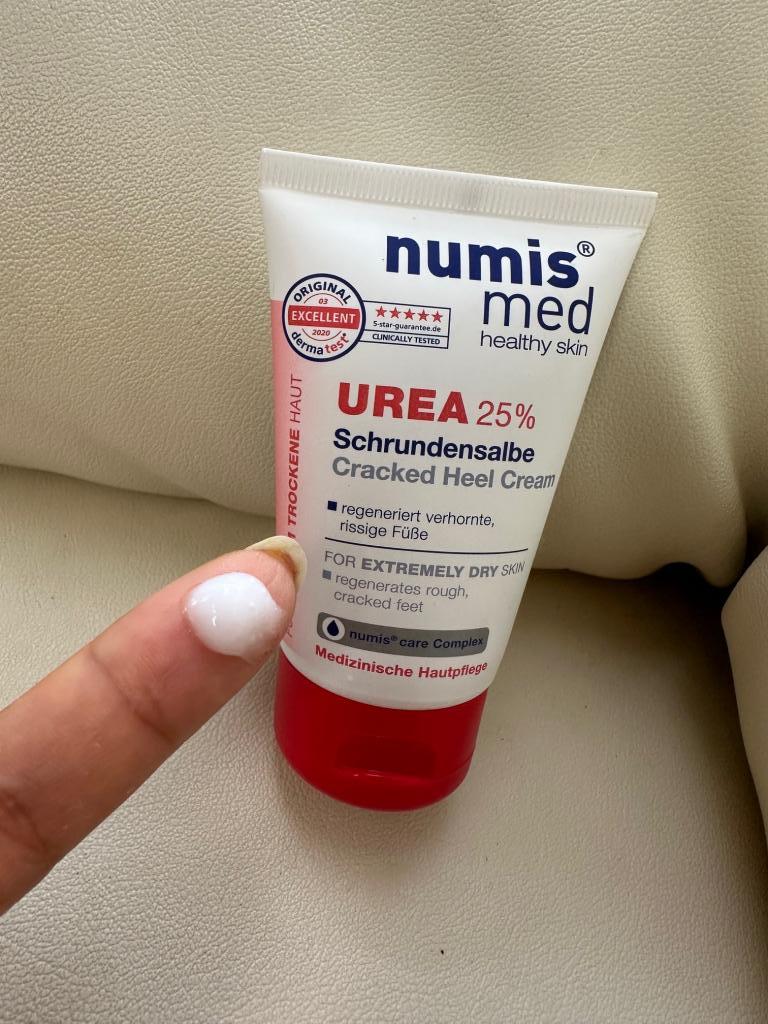 numis®
med
healthy skin
ORIGINAL
03
EXCELLENT
2020
dermatest®
★★★★★
5-star-guarantee.de
CLINICALLY TESTED
UREA 25%
Schrundensalbe
Cracked Heel Cream
TROCKENE HAUT
■ regeneriert verhornte,
rissige Füße
FOR EXTREMELY DRY SKIN
■ regenerates rough,
cracked feet
numis® care Complex
Medizinische Hautpflege